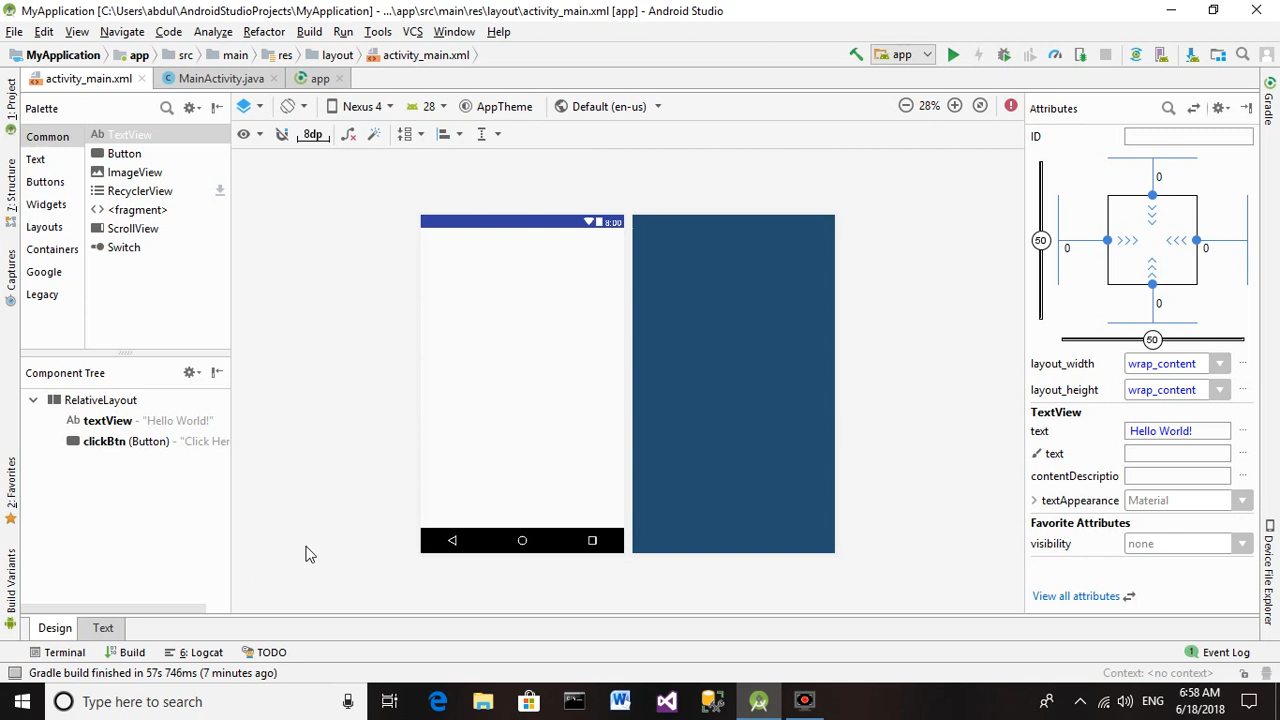 MyApplication [C:\Users\abdul\AndroidStudioProjects\MyApplication] - ...\app\src\main\res\layout\activity_main.xml [app] - Android Studio
File Edit View Navigate Code Analyze Refactor Build Run Tools VCS Window Help
MyApplication app src main res layout activity_main.xml app
activity_main.xml MainActivity.java app
1: Project
7: Structure
Captures
2: Favorites
Build Variants
Palette
Common
Text
Buttons
Widgets
Layouts
Containers
Google
Legacy
Ab TextView
Button
ImageView
RecyclerView
<fragment>
ScrollView
Switch
Component Tree
RelativeLayout
Ab textView - "Hello World!"
clickBtn (Button) - "Click Her
Nexus 4 28 AppTheme Default (en-us) 28%
8dp
8:00
Attributes
ID
0
50
0 0
0
50
layout_width wrap_content ...
layout_height wrap_content ...
TextView
text Hello World! ...
text ...
contentDescriptio ...
textAppearance Material
Favorite Attributes
visibility none
View all attributes
Gradle
Device File Explorer
Design Text
Terminal Build 6: Logcat TODO 1 Event Log
Gradle build finished in 57s 746ms (7 minutes ago) Context: <no context>
Type here to search
ENG
6:58 AM
6/18/2018